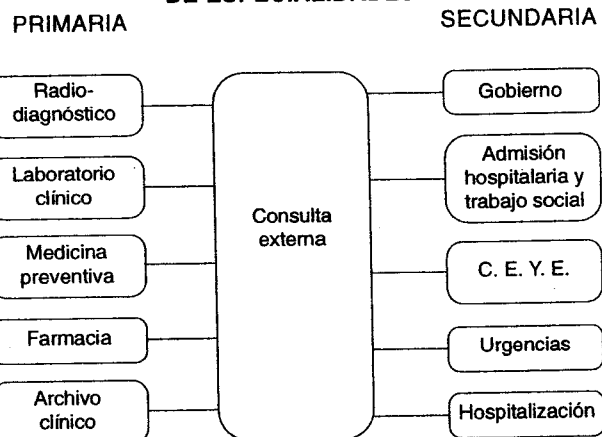 PRIMARIA
SECUNDARIA
Radio-
diagnóstico
Laboratorio
clínico
Medicina
preventiva
Farmacia
Archivo
clínico
Consulta
externa
Gobierno
Admisión
hospitalaria y
trabajo social
C. E. Y. E.
Urgencias
Hospitalización